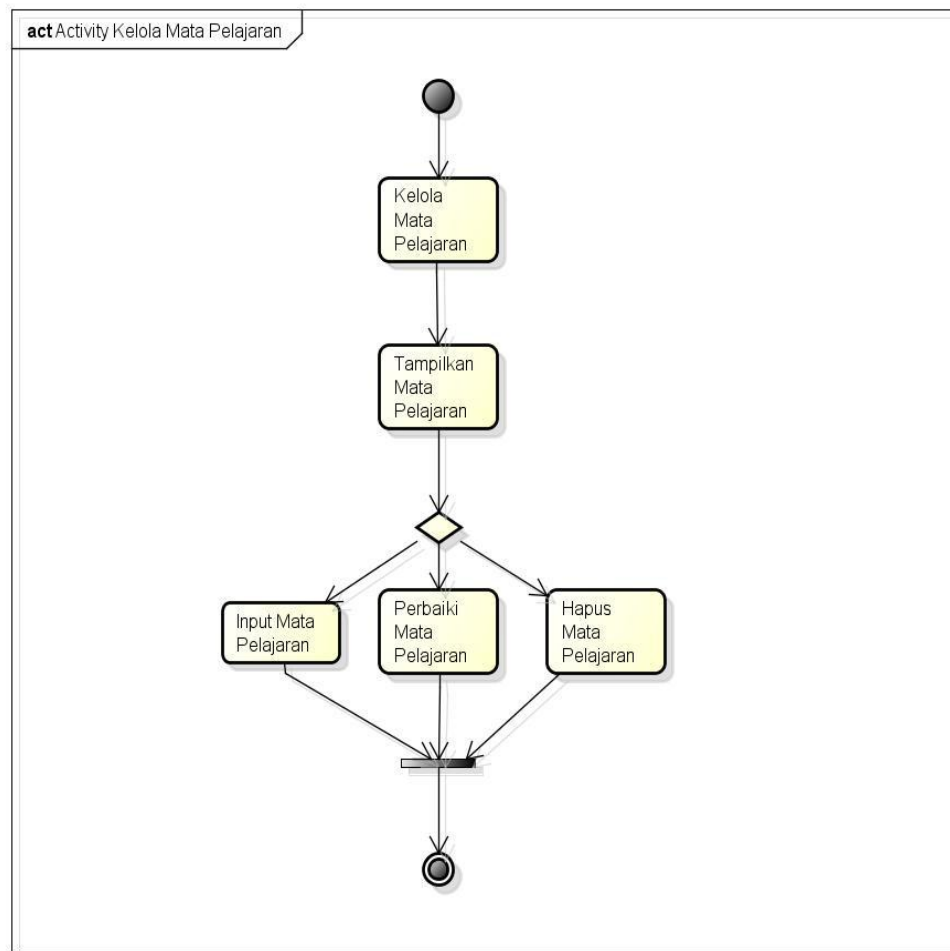 act Activity Kelola Mata Pelajaran
Kelola
Mata
Pelajaran
Tampilkan
Mata
Pelajaran
Input Mata
Pelajaran
Perbaiki
Mata
Pelajaran
Hapus
Mata
Pelajaran